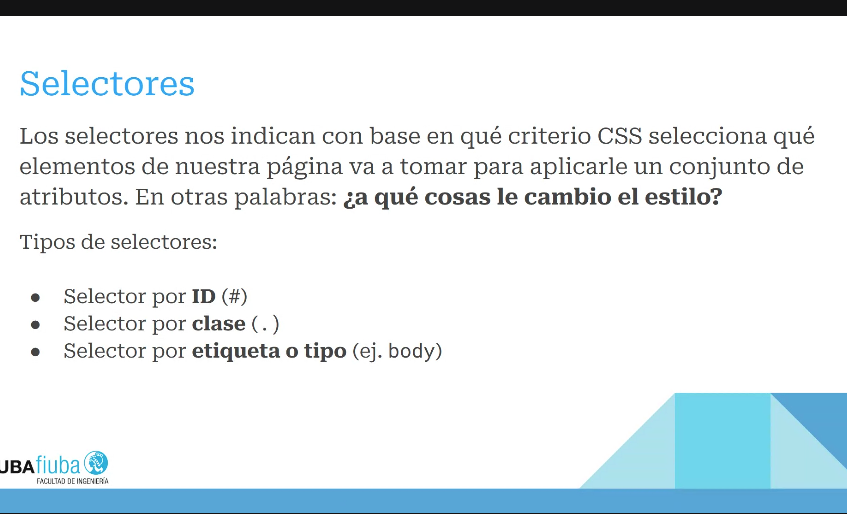 Selectores
Los selectores nos indican con base en qué criterio CSS selecciona qué
elementos de nuestra página va a tomar para aplicarle un conjunto de
atributos. En otras palabras: ¿a qué cosas le cambio el estilo?
Tipos de selectores:
● Selector por ID (#)
● Selector por clase (.)
● Selector por etiqueta o tipo (ej. body)
UBAfiuba
FACULTAD DE INGENIERÍA